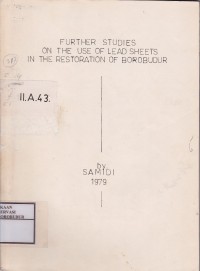 FURTHER STUDIES
ON THE USE OF LEAD SHEETS
IN THE RESTORATION OF BOROBUDUR
II.A.43.
by
SAMIDI
1979